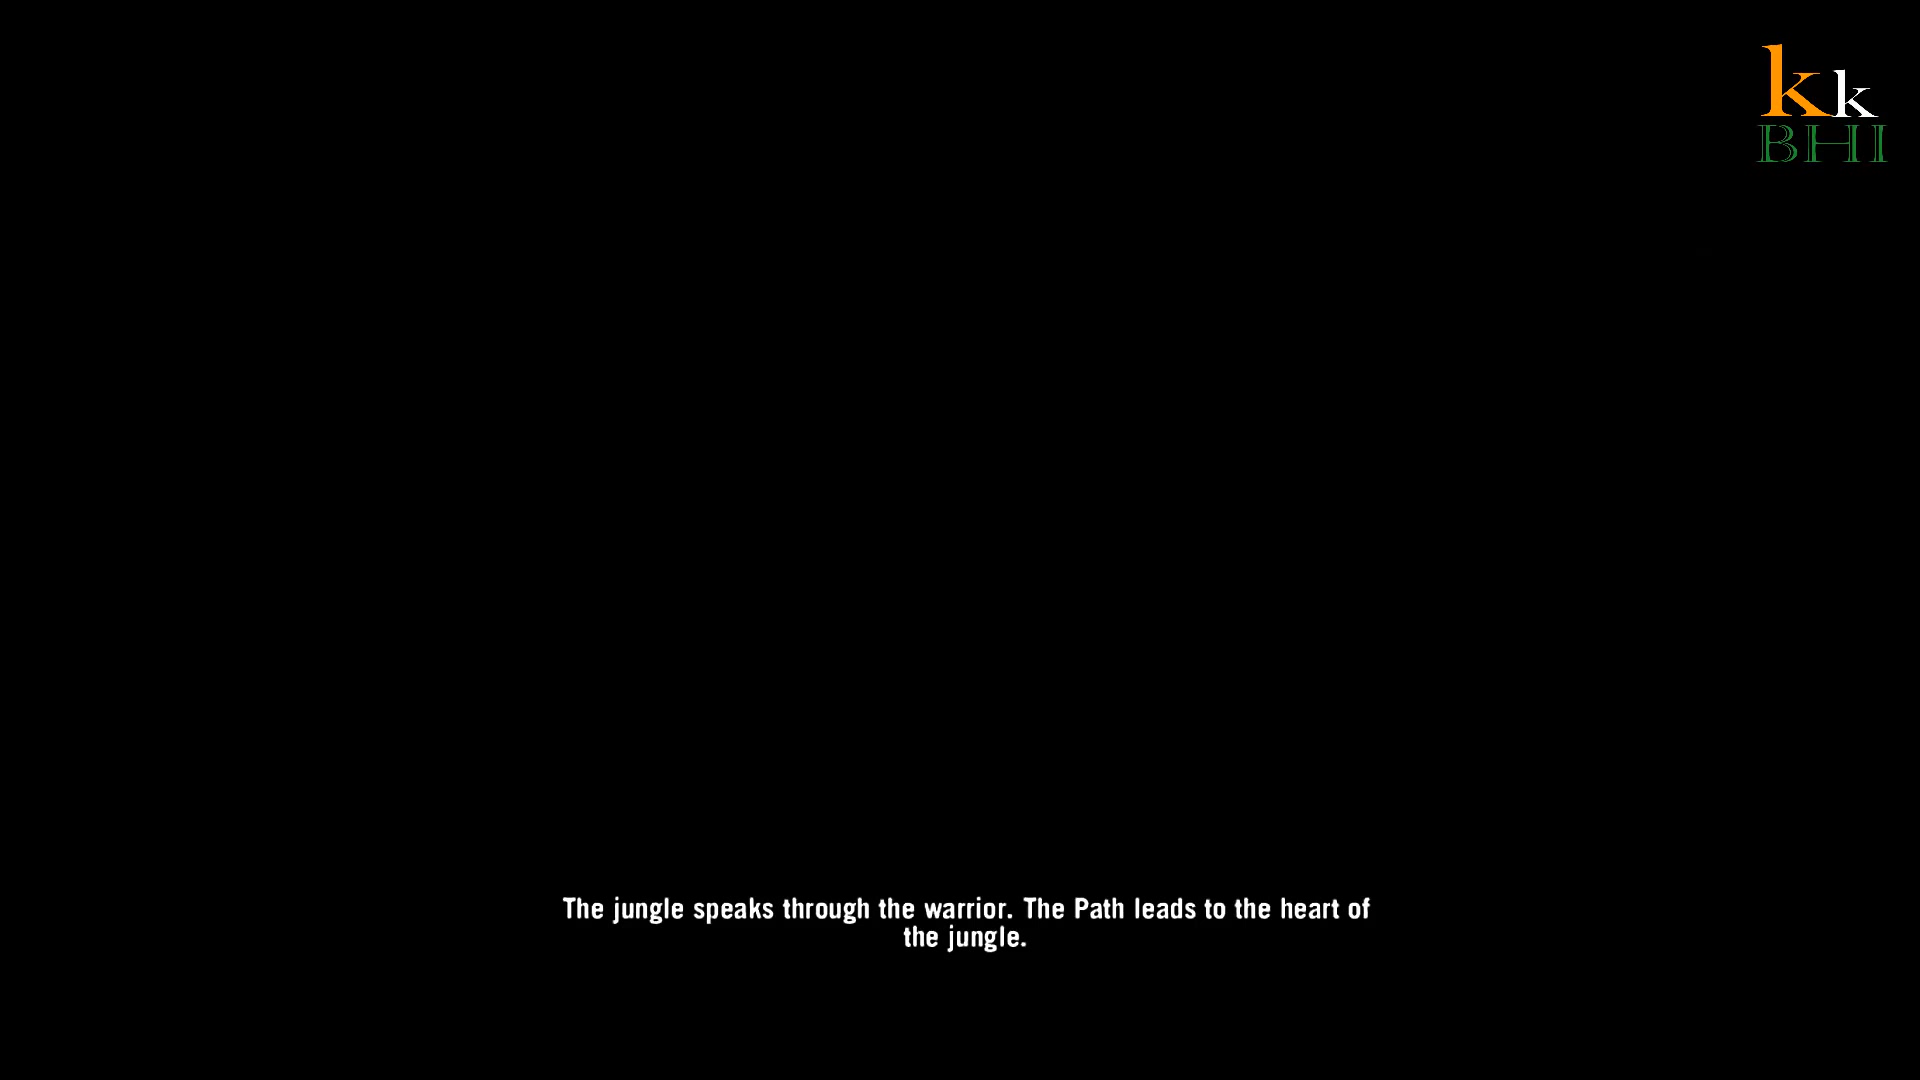 kk
BHI
The jungle speaks through the warrior. The Path leads to the heart of
the jungle.